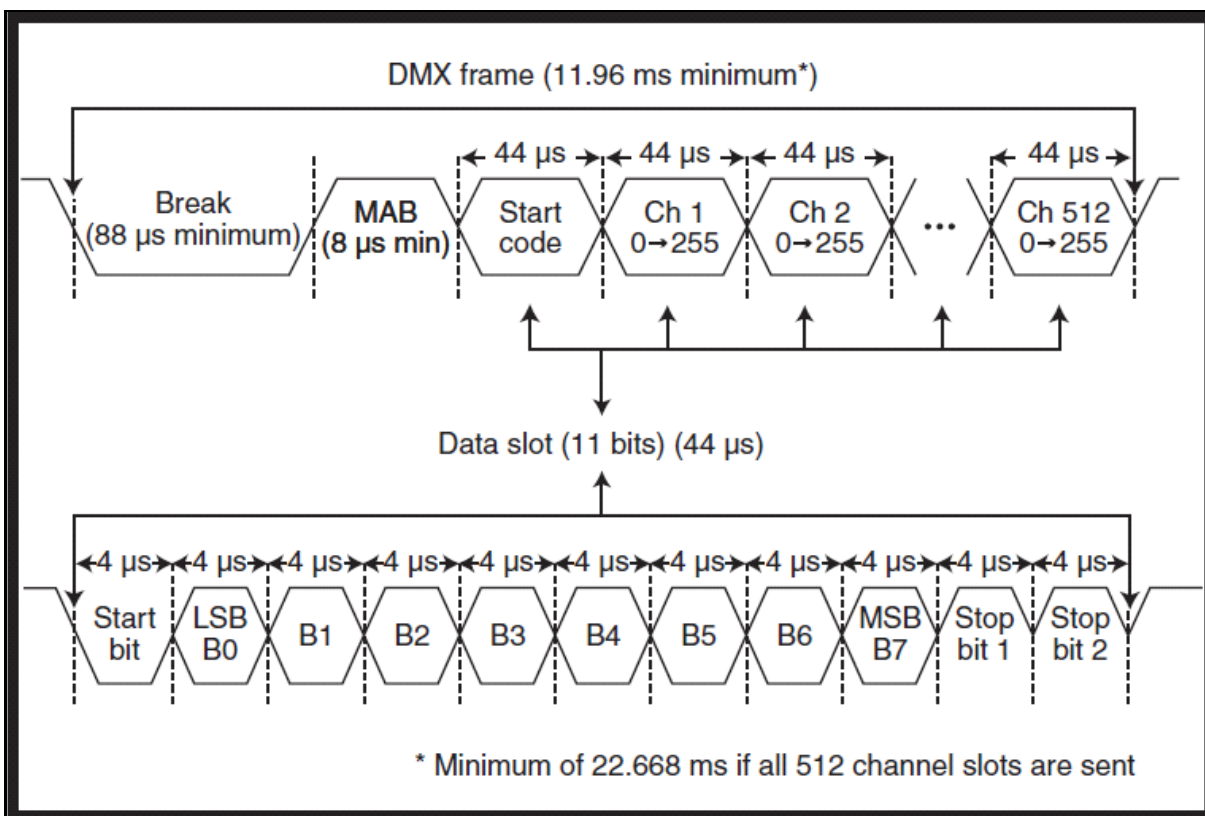 DMX frame (11.96 ms minimum*)
44 µs 44 µs 44 µs 44 µs
Break
(88 µs minimum)
MAB
(8 µs min)
Start
code
Ch 1
0→255
Ch 2
0→255
...
Ch 512
0→255
Data slot (11 bits) (44 µs)
4 µs 4 µs 4 µs 4 µs 4 µs 4 µs 4 µs 4 µs 4 µs 4 µs 4 µs
Start
bit
LSB
B0
B1
B2
B3
B4
B5
B6
MSB
B7
Stop
bit 1
Stop
bit 2
* Minimum of 22.668 ms if all 512 channel slots are sent